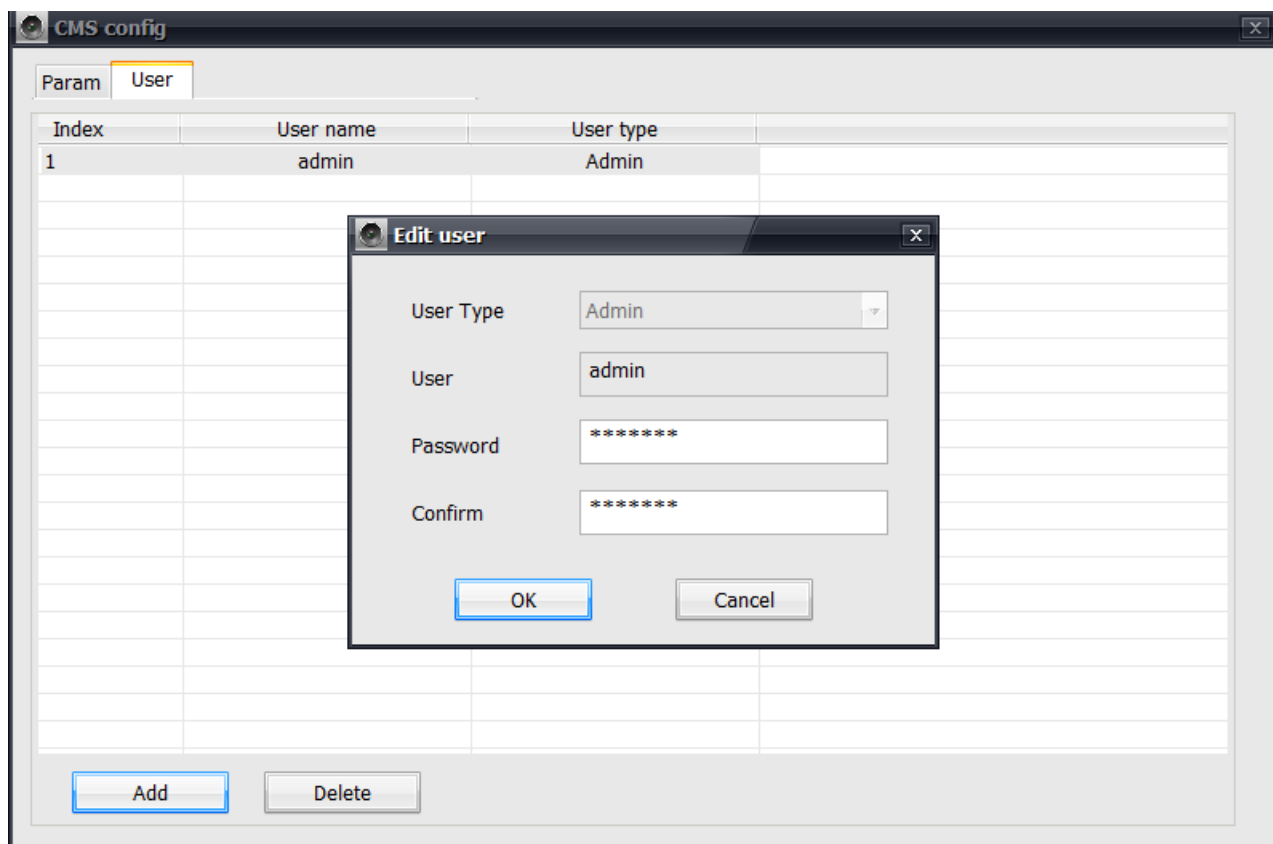 CMS config
Param User
Index User name User type
1 admin Admin
Edit user
User Type Admin
User admin
Password *******
Confirm *******
OK Cancel
Add Delete